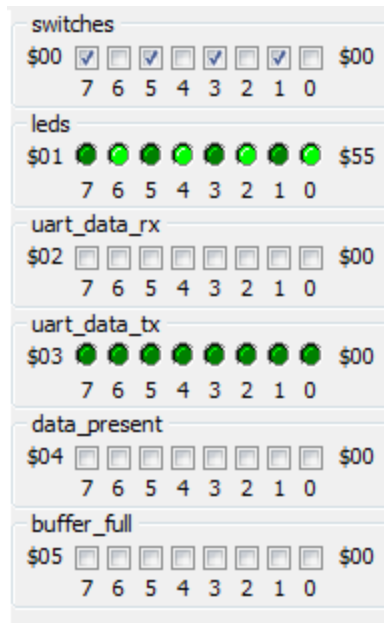 switches
$00 $00
7 6 5 4 3 2 1 0
leds
$01 $55
7 6 5 4 3 2 1 0
uart_data_rx
$02 $00
7 6 5 4 3 2 1 0
uart_data_tx
$03 $00
7 6 5 4 3 2 1 0
data_present
$04 $00
7 6 5 4 3 2 1 0
buffer_full
$05 $00
7 6 5 4 3 2 1 0